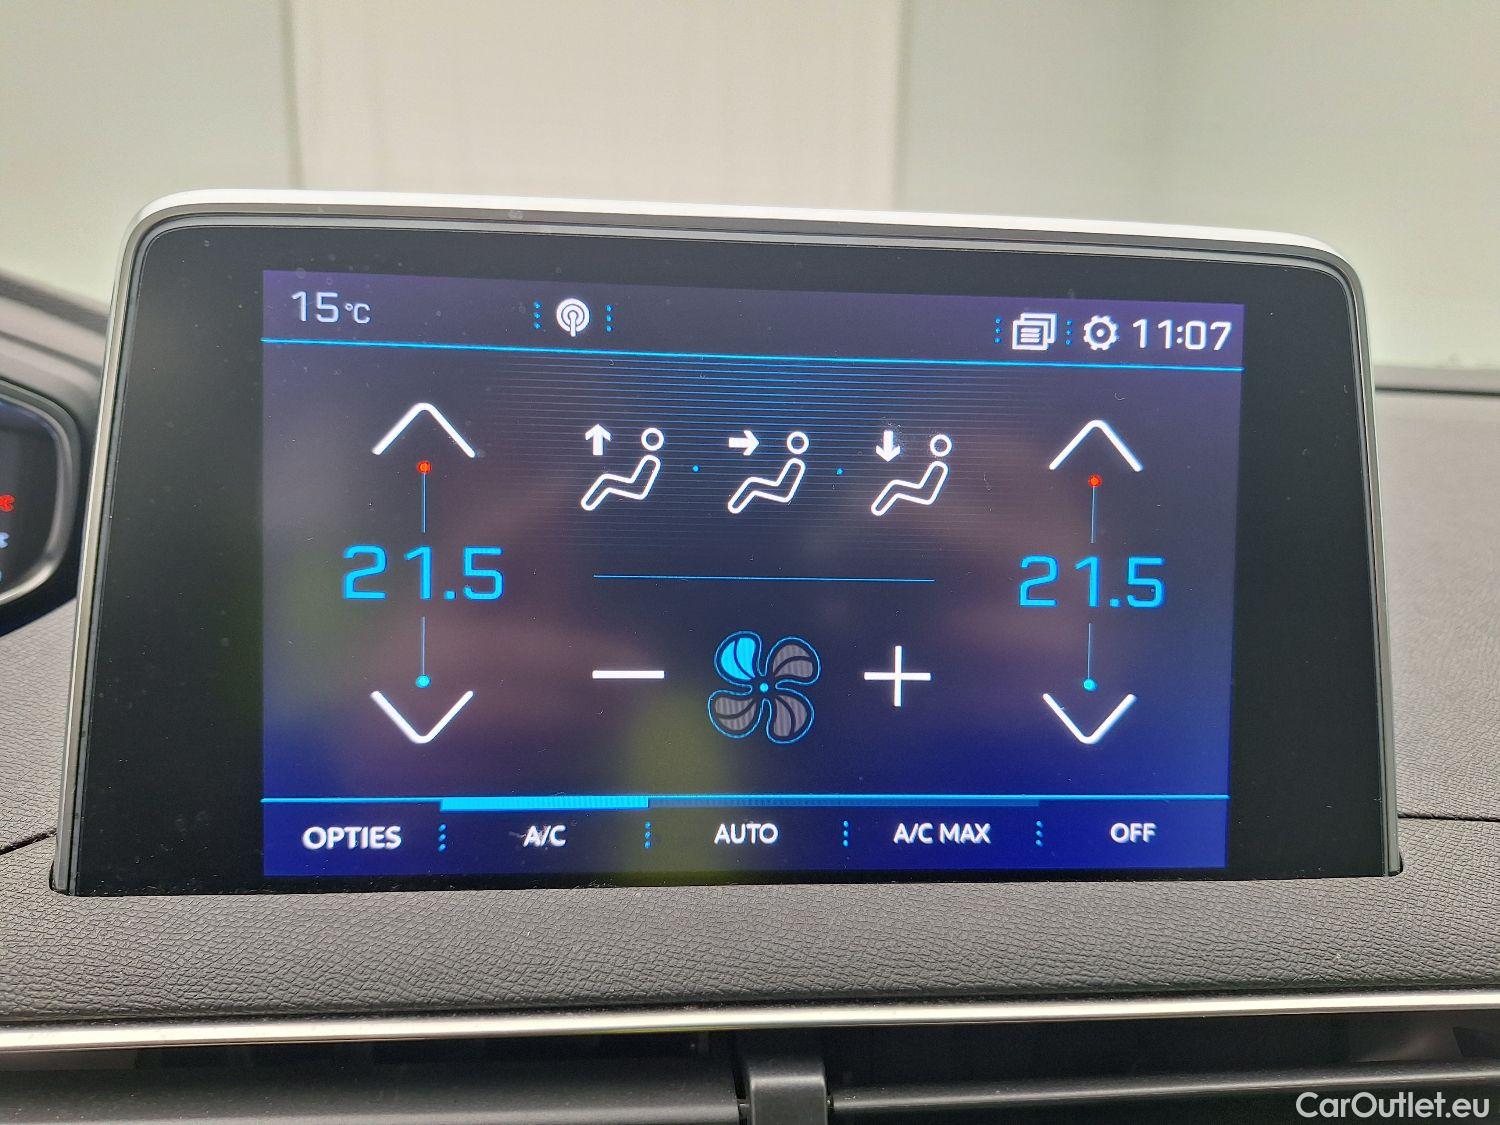 15°C 11:07
21.5 21.5
OPTIES A/C AUTO A/C MAX OFF
CarOutlet.eu